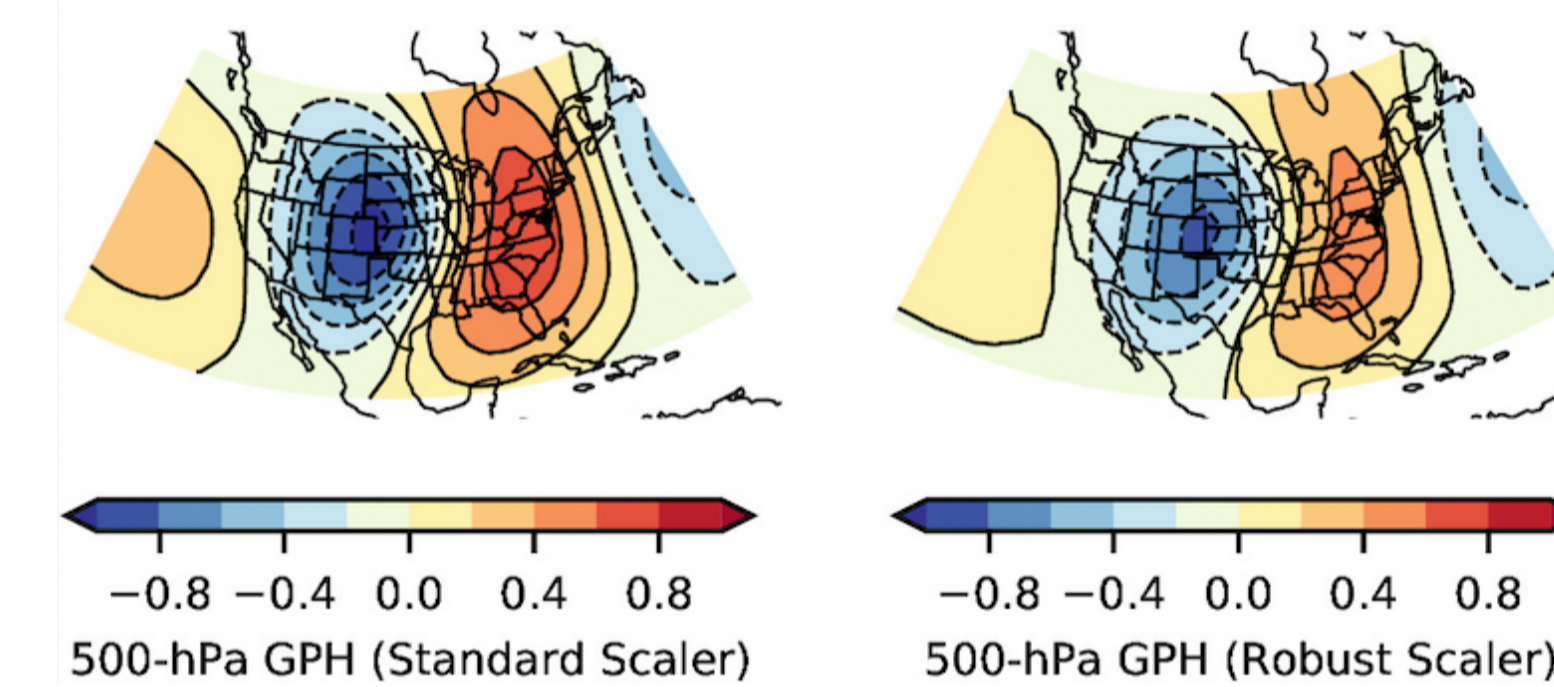 −0.8 −0.4 0.0 0.4 0.8 −0.8 −0.4 0.0 0.4 0.8
500-hPa GPH (Standard Scaler) 500-hPa GPH (Robust Scaler)